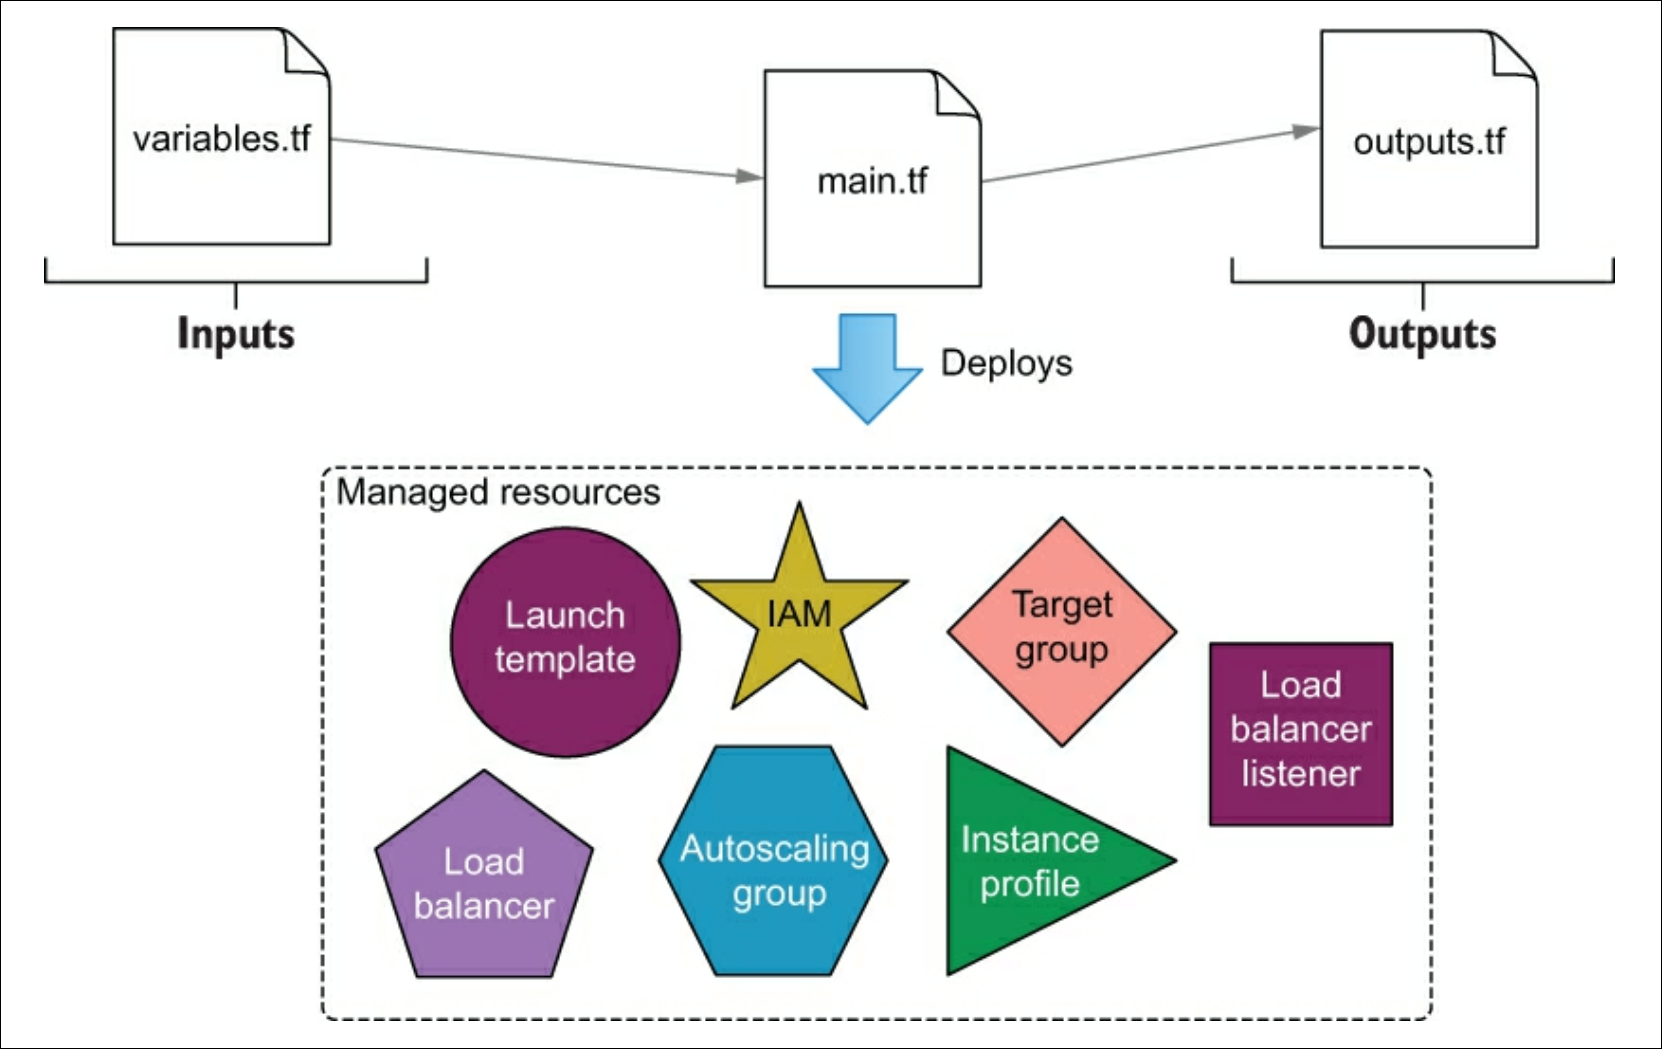 variables.tf
main.tf
outputs.tf
Inputs
Outputs
Deploys
Managed resources
Launch
template
IAM
Target
group
Load
balancer
listener
Load
balancer
Autoscaling
group
Instance
profile